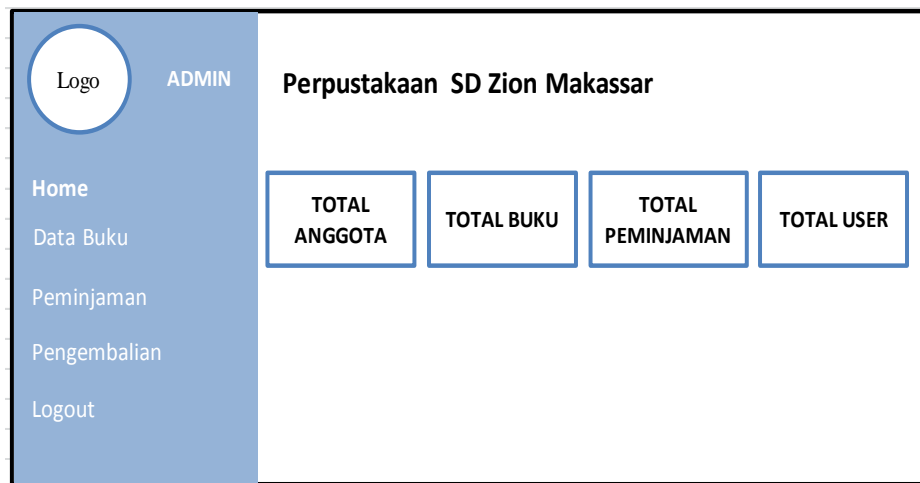 Logo
ADMIN
Perpustakaan SD Zion Makassar
Home
Data Buku
Peminjaman
Pengembalian
Logout
TOTAL
ANGGOTA
TOTAL BUKU
TOTAL
PEMINJAMAN
TOTAL USER